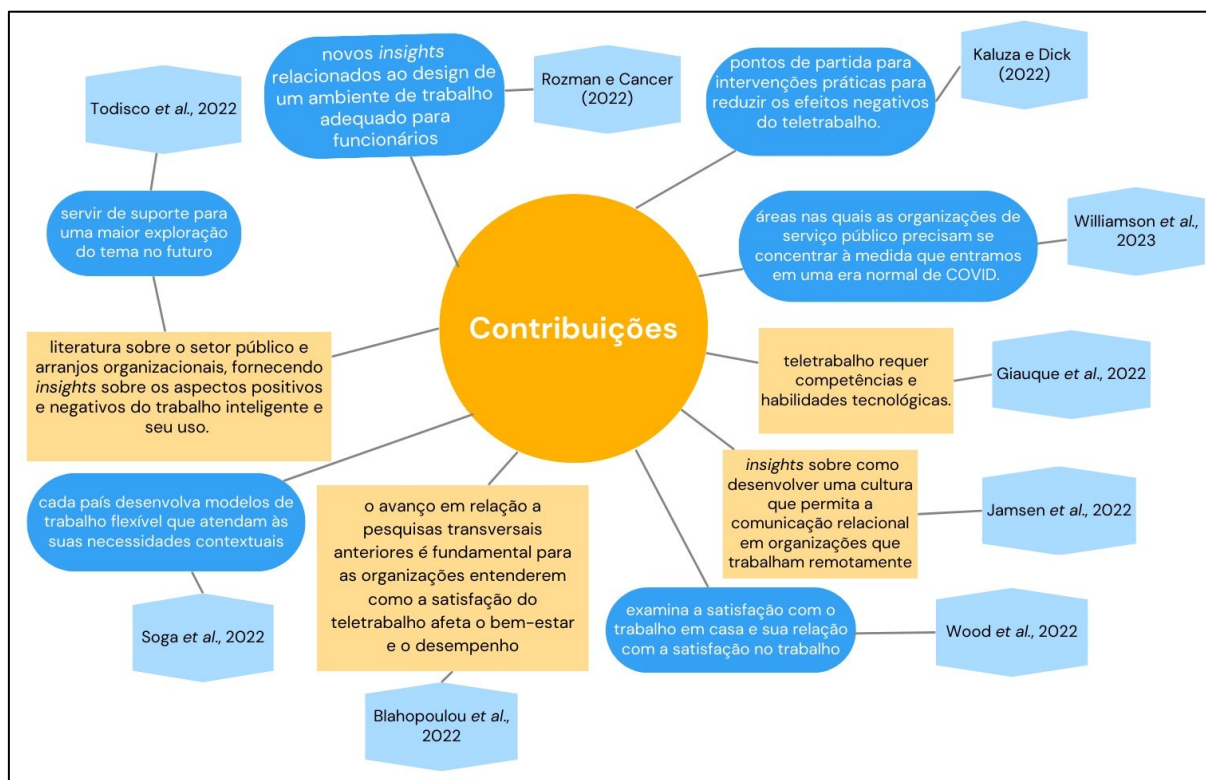 novos insights
relacionados ao design de
um ambiente de trabalho
adequado para
funcionários
Rozman e Cancer
(2022)
pontos de partida para
intervenções práticas para
reduzir os efeitos negativos
do teletrabalho.
Kaluza e Dick
(2022)
Todisco et al., 2022
servir de suporte para
uma maior exploração
do tema no futuro
áreas nas quais as organizações de
serviço público precisam se
concentrar à medida que entramos
em uma era normal de COVID.
Williamson et al.,
2023
Contribuições
literatura sobre o setor público e
arranjos organizacionais, fornecendo
insights sobre os aspectos positivos
e negativos do trabalho inteligente e
seu uso.
teletrabalho requer
competências e
habilidades tecnológicas.
Giauque et al., 2022
cada país desenvolva modelos de
trabalho flexível que atendam às
suas necessidades contextuais
Soga et al., 2022
o avanço em relação a
pesquisas transversais
anteriores é fundamental para
as organizações entenderem
como a satisfação do
teletrabalho afeta o bem-estar
e o desempenho
Blahopoulou et al.,
2022
insights sobre como
desenvolver uma cultura
que permita a
comunicação relacional
em organizações que
trabalham remotamente
Jamsen et al., 2022
examina a satisfação com o
trabalho em casa e sua relação
com a satisfação no trabalho
Wood et al., 2022